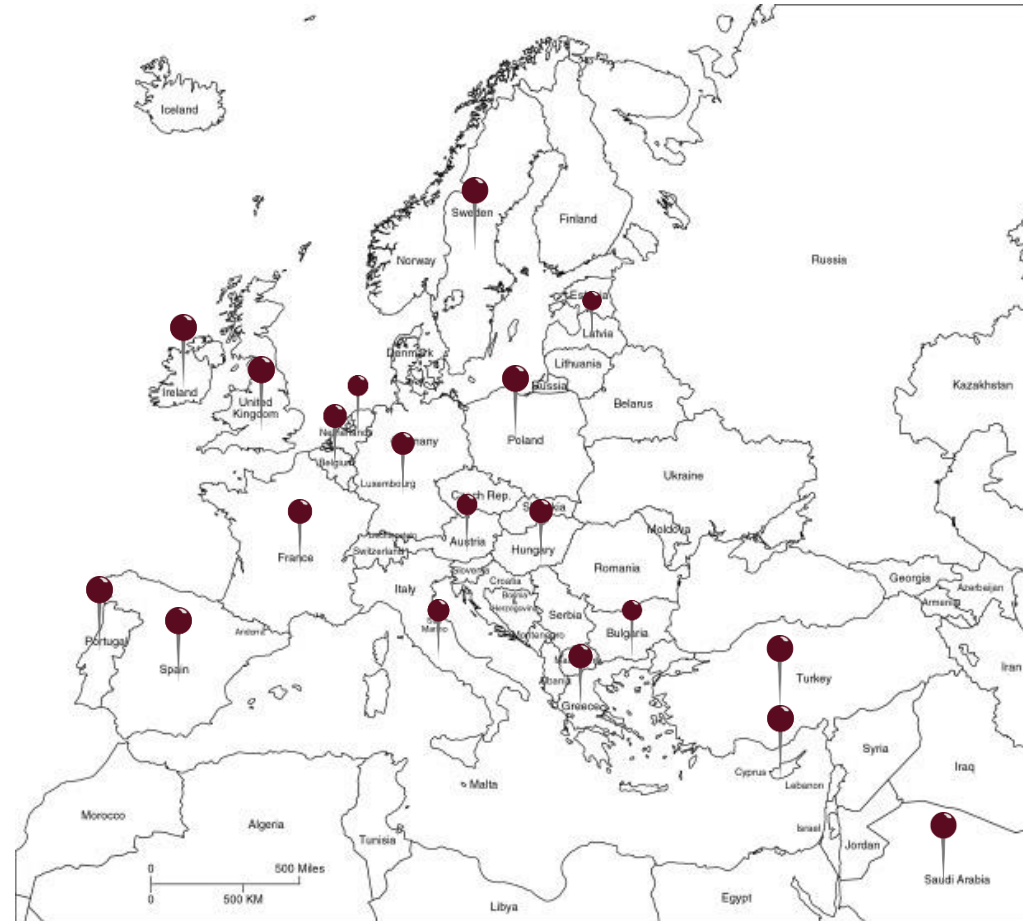 Iceland
Sweden
Finland
Norway
Russia
Estonia
Latvia
Denmark
Lithuania
Russia
Ireland
United
Kingdom
Netherlands
Belarus
Kazakhstan
Germany
Poland
Belgium
Luxembourg
Ukraine
Czech Rep.
Slovakia
Moldova
France
Liechtenstein
Switzerland
Austria
Hungary
Romania
Slovenia
Croatia
Italy
Bosnia
&
Herzegovina
Georgia
Azerbaijan
Armenia
Serbia
San
Marino
Andorra
Montenegro
Bulgaria
Portugal
Spain
Macedonia
Albania
Greece
Turkey
Iran
Cyprus
Syria
Iraq
Lebanon
Malta
Morocco
Algeria
Tunisia
Israel
Jordan
0 500 Miles
0 500 KM
Saudi Arabia
Libya
Egypt